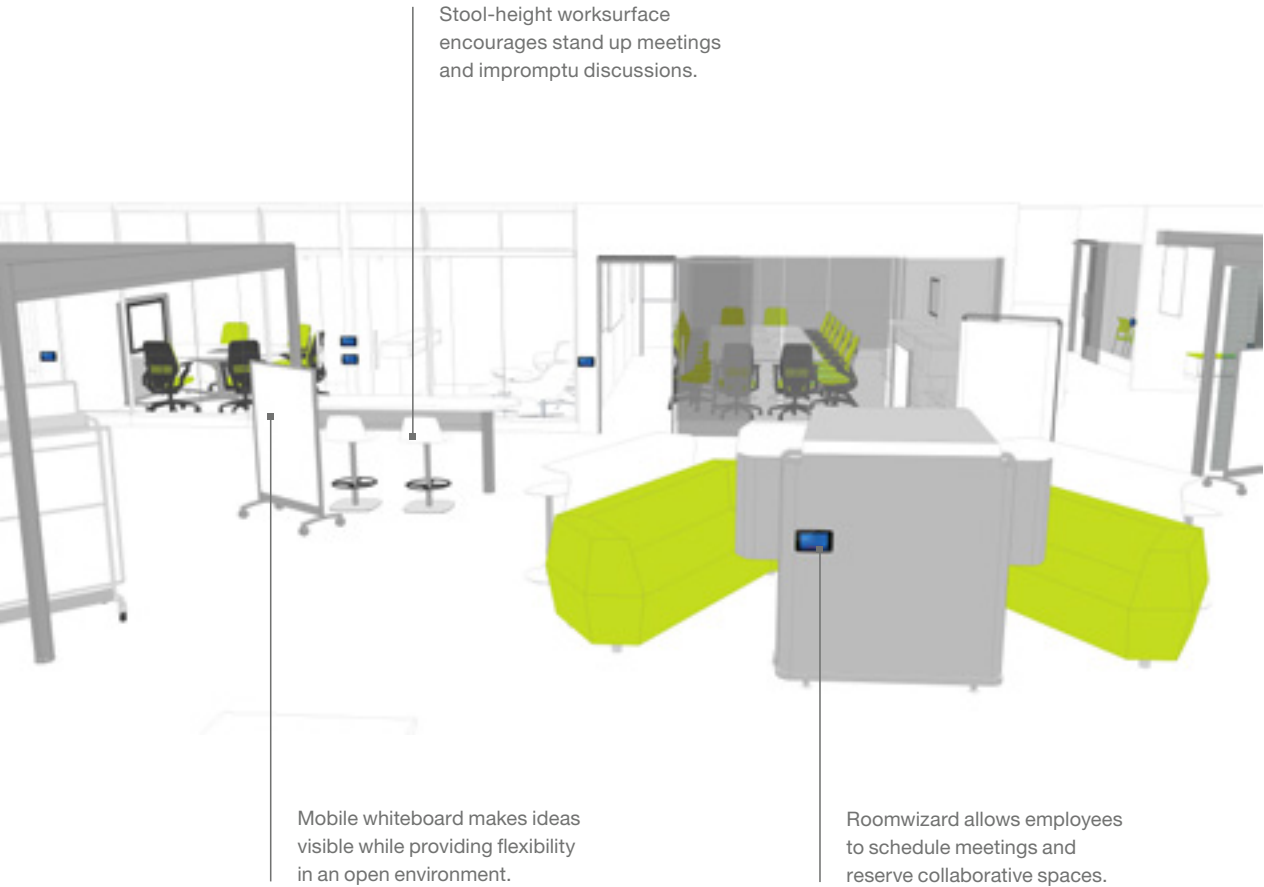 Stool-height worksurface
encourages stand up meetings
and impromptu discussions.
Mobile whiteboard makes ideas
visible while providing flexibility
in an open environment.
Roomwizard allows employees
to schedule meetings and
reserve collaborative spaces.